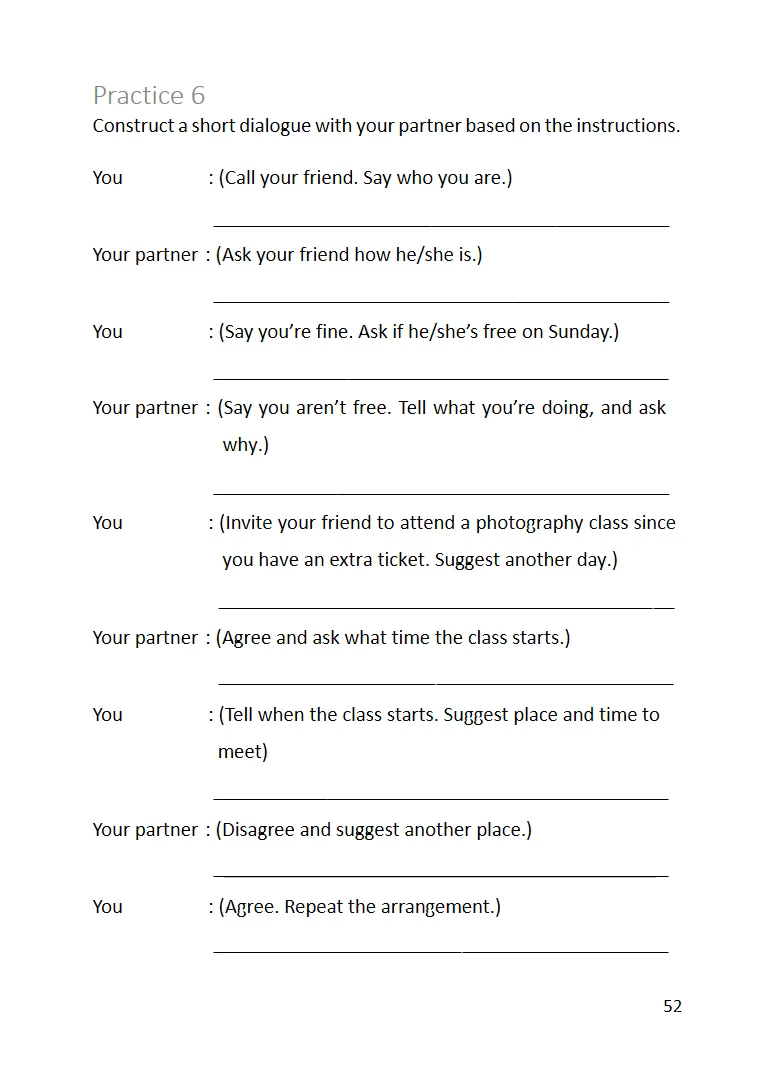 Practice 6
Construct a short dialogue with your partner based on the instructions.
You : (Call your friend. Say who you are.)
Your partner : (Ask your friend how he/she is.)
You : (Say you’re fine. Ask if he/she’s free on Sunday.)
Your partner : (Say you aren’t free. Tell what you’re doing, and ask
why.)
You : (Invite your friend to attend a photography class since
you have an extra ticket. Suggest another day.)
Your partner : (Agree and ask what time the class starts.)
You : (Tell when the class starts. Suggest place and time to
meet)
Your partner : (Disagree and suggest another place.)
You : (Agree. Repeat the arrangement.)
52